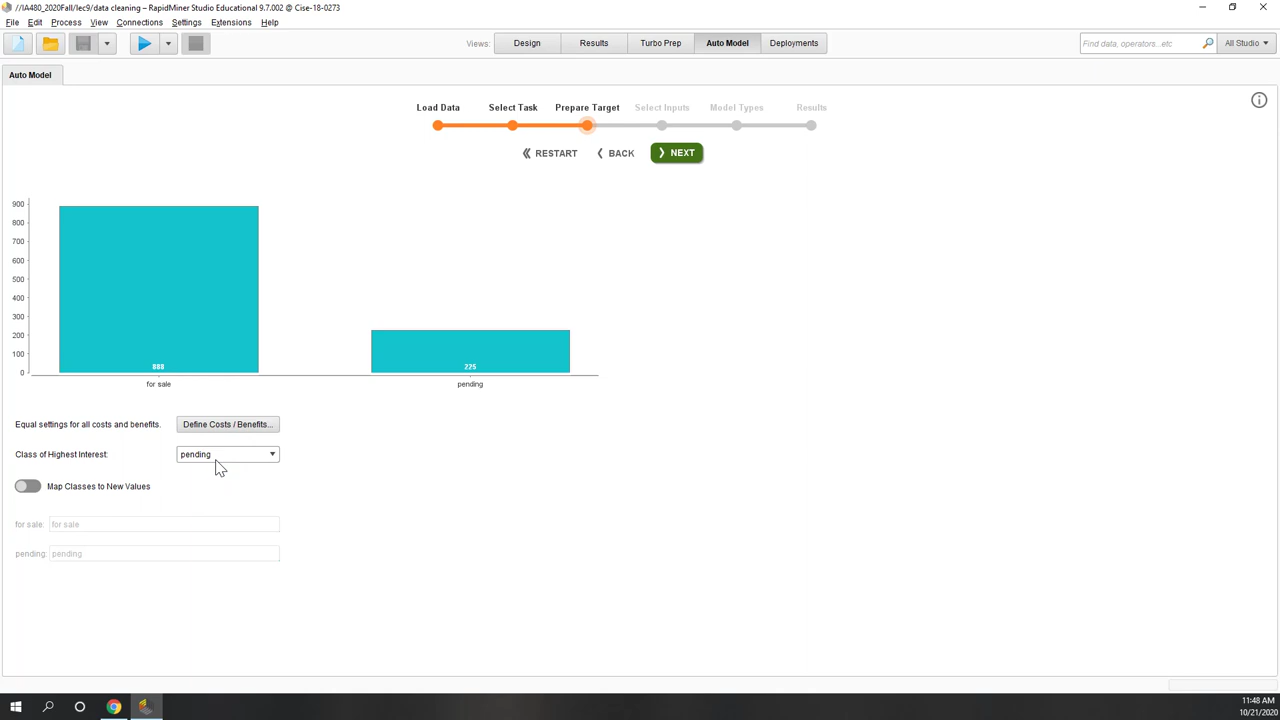 //IA480_2020Fall/lec9/data cleaning – RapidMiner Studio Educational 9.7.002 @ Cise-18-0273
File Edit Process View Connections Settings Extensions Help
Views: Design Results Turbo Prep Auto Model Deployments Find data, operators...etc All Studio
Auto Model
Load Data Select Task Prepare Target Select Inputs Model Types Results
RESTART BACK NEXT
900
800
700
600
500
400
300
200
100
0
888 225
for sale pending
Equal settings for all costs and benefits. Define Costs / Benefits...
Class of Highest Interest: pending
Map Classes to New Values
for sale: for sale
pending: pending
11:48 AM
10/21/2020